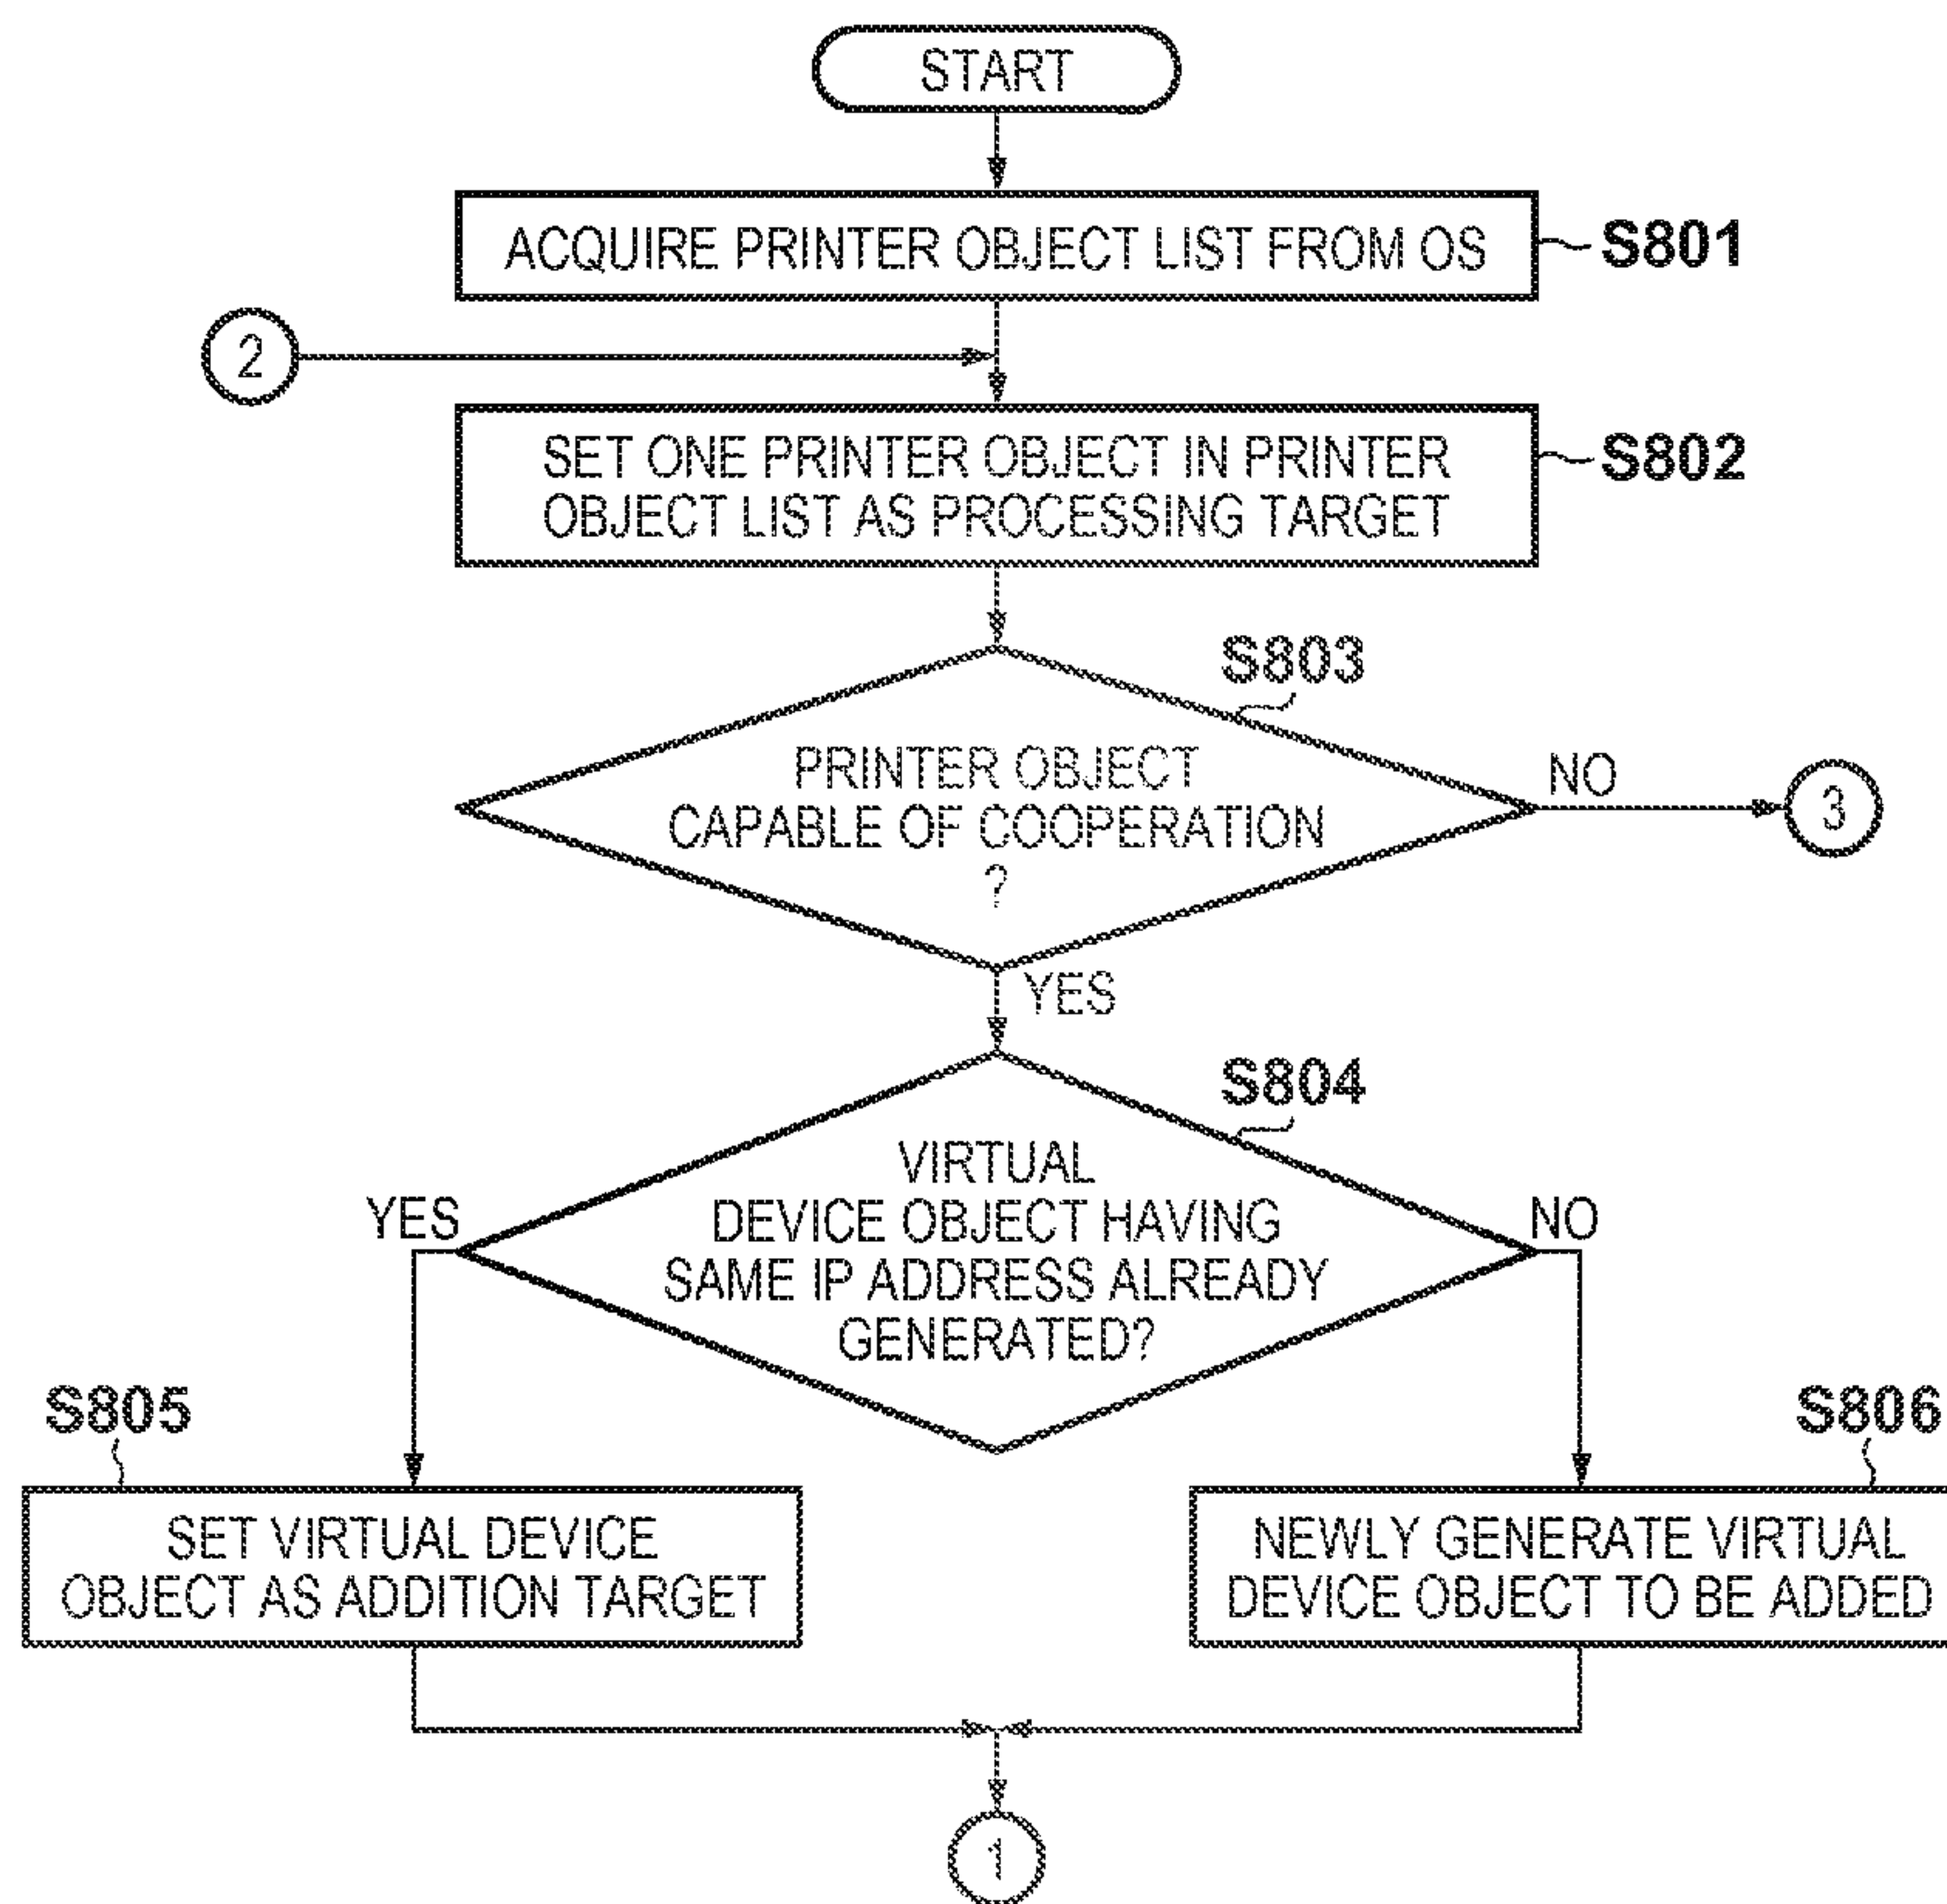 START
ACQUIRE PRINTER OBJECT LIST FROM OS
S801
2
SET ONE PRINTER OBJECT IN PRINTER
OBJECT LIST AS PROCESSING TARGET
S802
S803
PRINTER OBJECT
CAPABLE OF COOPERATION
?
NO
3
YES
S804
VIRTUAL
DEVICE OBJECT HAVING
SAME IP ADDRESS ALREADY
GENERATED?
YES
NO
S805
SET VIRTUAL DEVICE
OBJECT AS ADDITION TARGET
S806
NEWLY GENERATE VIRTUAL
DEVICE OBJECT TO BE ADDED
1